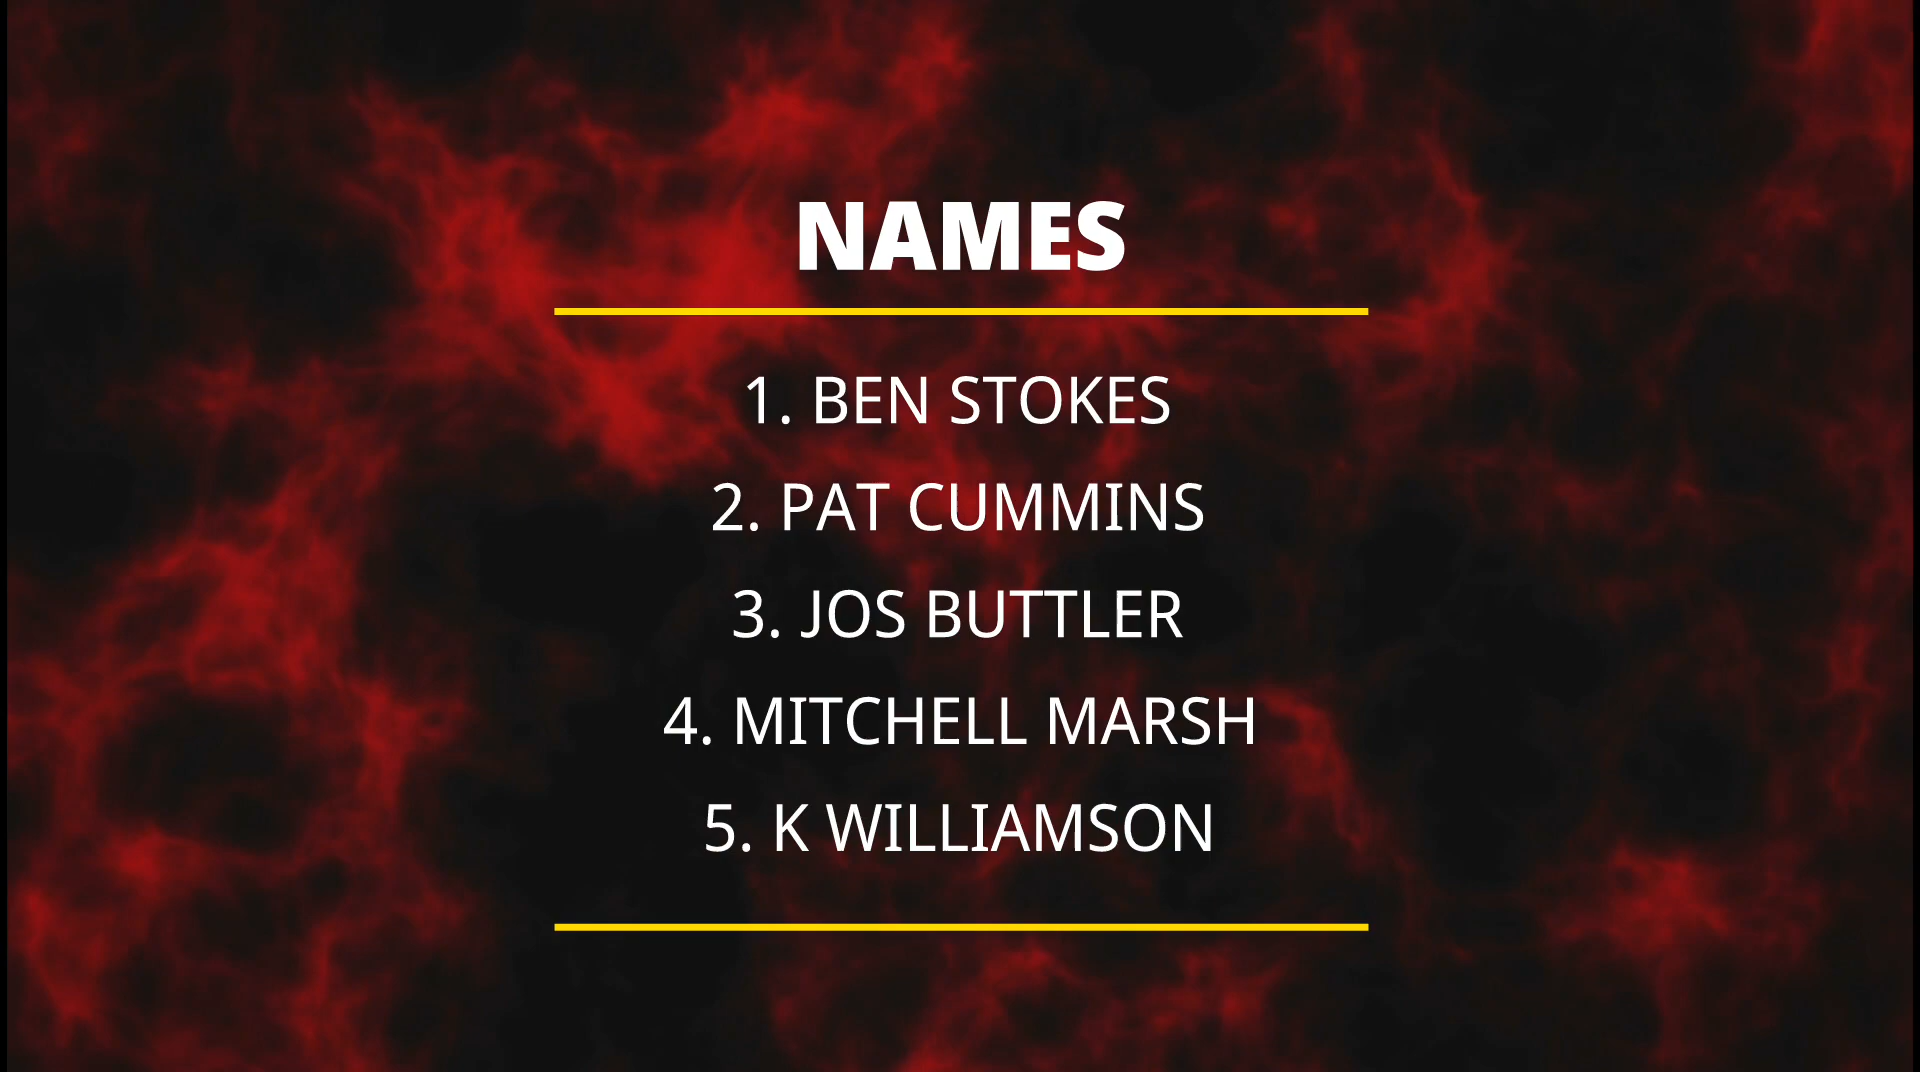 NAMES
1. BEN STOKES
2. PAT CUMMINS
3. JOS BUTTLER
4. MITCHELL MARSH
5. K WILLIAMSON